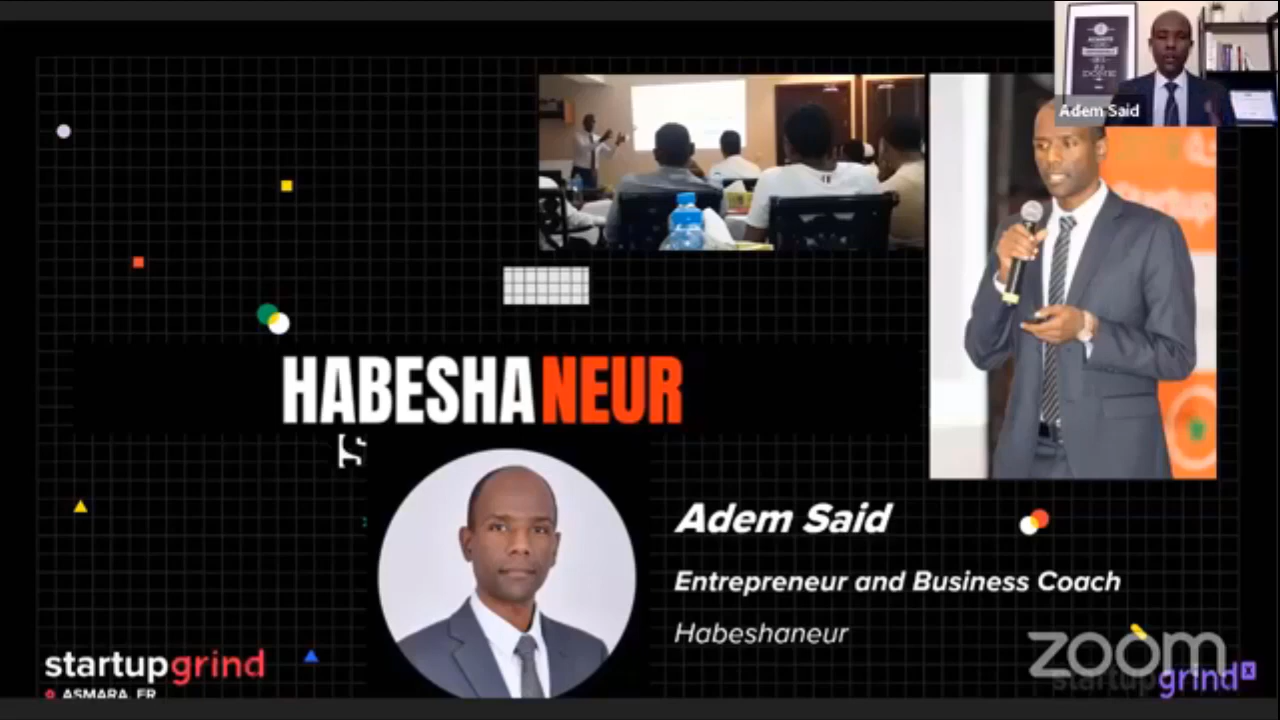 Adem Said
HABESHANEUR
Adem Said
Entrepreneur and Business Coach
Habeshaneur
startupgrind
ASMARA, ER
zoom
startupgrind